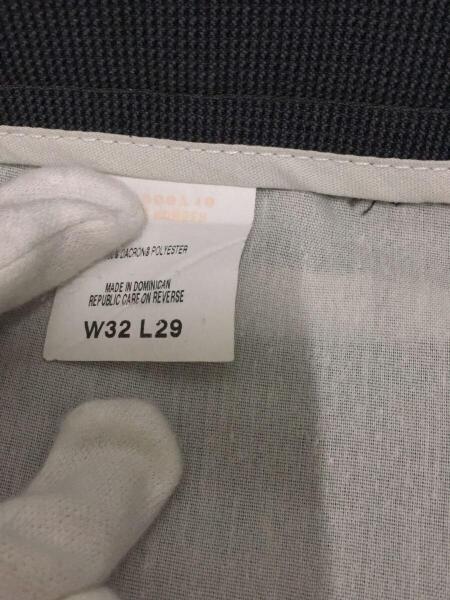 DACRON® POLYESTER
MADE IN DOMINICAN
REPUBLIC CARE ON REVERSE
W32 L29